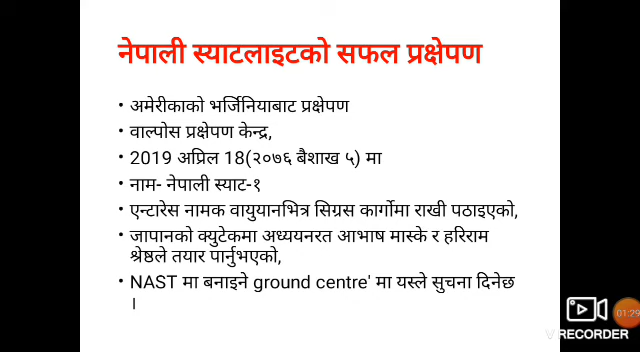 नेपाली स्याटलाइटको सफल प्रक्षेपण
• अमेरीकाको भर्जिनियाबाट प्रक्षेपण
• वाल्पोस प्रक्षेपण केन्द्र,
• 2019 अप्रिल 18(२०७६ बैशाख ५) मा
• नाम- नेपाली स्याट-१
• एन्टारेस नामक वायुयानभित्र सिग्रस कार्गोमा राखी पठाइएको,
• जापानको क्युटेकमा अध्ययनरत आभाष मास्के र हरिराम
श्रेष्ठले तयार पार्नुभएको,
• NAST मा बनाइने ground centre' मा यस्ले सुचना दिनेछ
।
01:29
V RECORDER